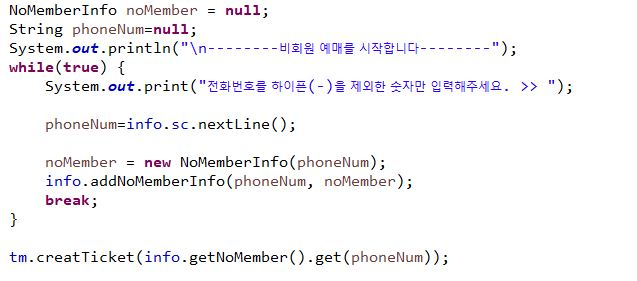 NoMemberInfo noMember = null;
String phoneNum=null;
System.out.println("\n--------비회원 예매를 시작합니다--------");
while(true) {
System.out.print("전화번호를 하이픈(-)을 제외한 숫자만 입력해주세요. >> ");
phoneNum=info.sc.nextLine();
noMember = new NoMemberInfo(phoneNum);
info.addNoMemberInfo(phoneNum, noMember);
break;
}
tm.creatTicket(info.getNoMember().get(phoneNum));